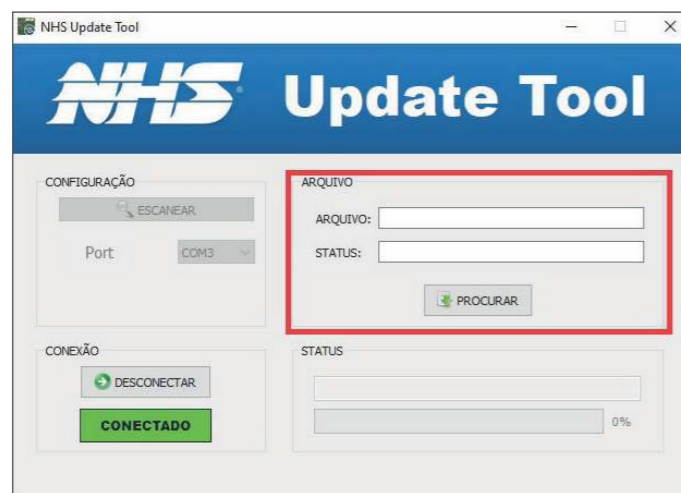 NHS Update Tool
NHS Update Tool
CONFIGURAÇÃO
ESCANEAR
Port COM3
ARQUIVO
ARQUIVO:
STATUS:
PROCURAR
CONEXÃO
DESCONECTAR
CONECTADO
STATUS
0%